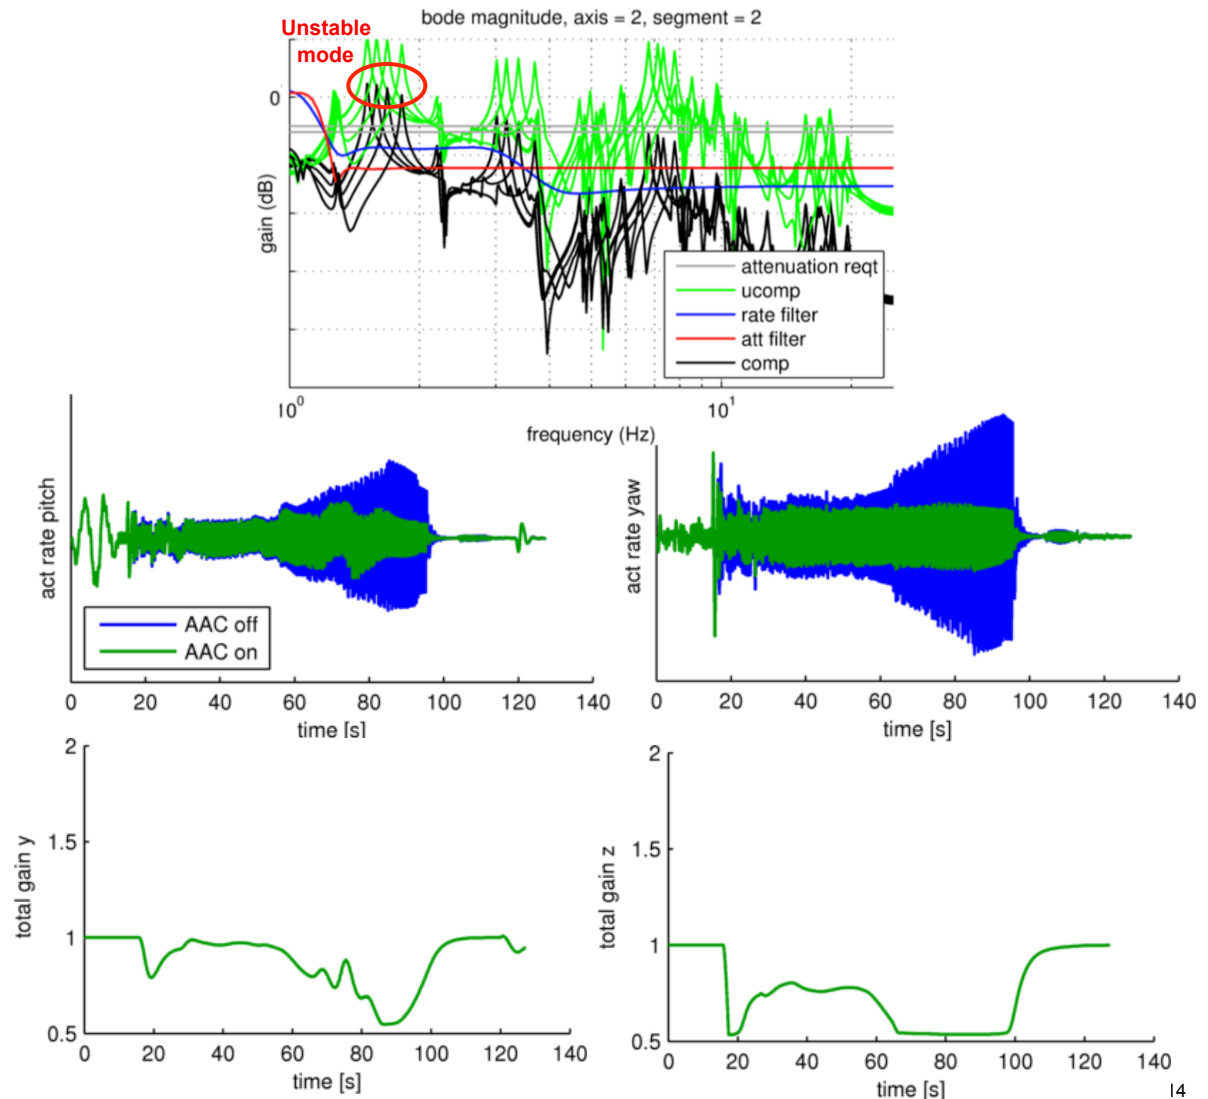 bode magnitude, axis = 2, segment = 2
Unstable
mode
0
gain (dB)
attenuation reqt
ucomp
rate filter
att filter
comp
10^0
10^1
frequency (Hz)
act rate pitch
AAC off
AAC on
0 20 40 60 80 100 120 140
time [s]
act rate yaw
0 20 40 60 80 100 120 140
time [s]
2
1.5
1
0.5
total gain y
0 20 40 60 80 100 120 140
time [s]
2
1.5
1
0.5
total gain z
0 20 40 60 80 100 120 140
time [s]
14